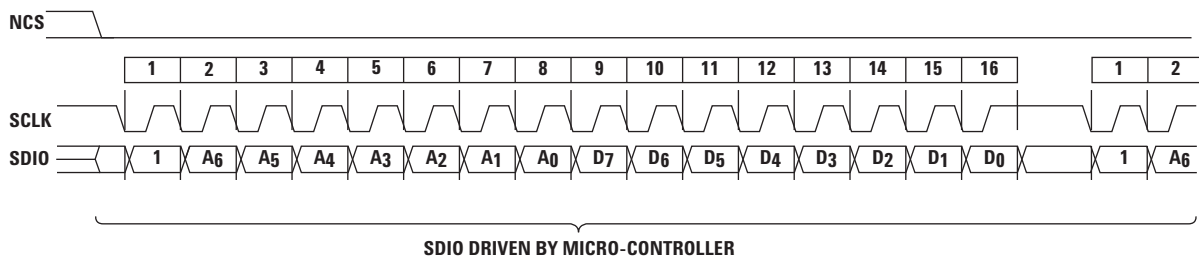 NCS
1 2 3 4 5 6 7 8 9 10 11 12 13 14 15 16 1 2
SCLK
SDIO 1 A6 A5 A4 A3 A2 A1 A0 D7 D6 D5 D4 D3 D2 D1 D0 1 A6
SDIO DRIVEN BY MICRO-CONTROLLER